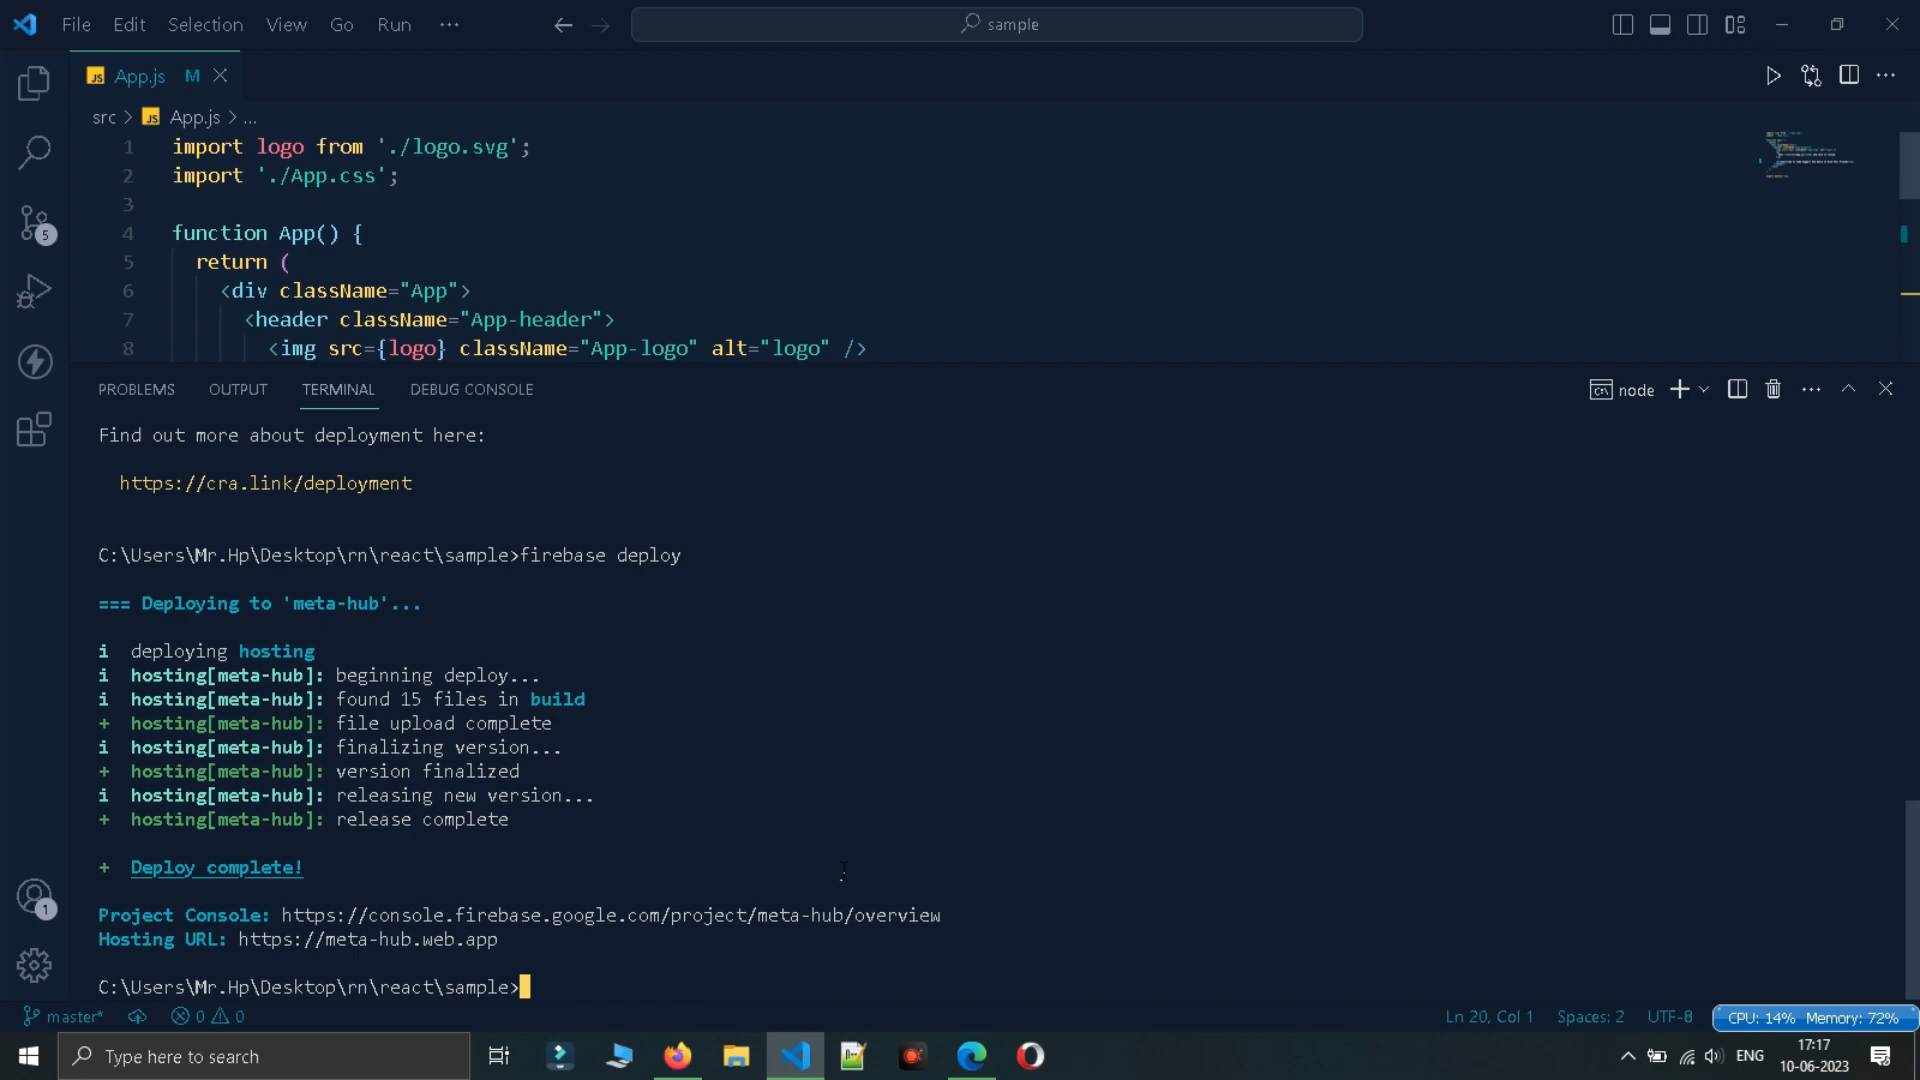 File Edit Selection View Go Run ··· sample
JS App.js M
src > JS App.js > ...
1 import logo from './logo.svg';
2 import './App.css';
3
4 function App() {
5 return (
6 <div className="App">
7 <header className="App-header">
8 <img src={logo} className="App-logo" alt="logo" />
PROBLEMS OUTPUT TERMINAL DEBUG CONSOLE node
Find out more about deployment here:
https://cra.link/deployment
C:\Users\Mr.Hp\Desktop\rn\react\sample>firebase deploy
=== Deploying to 'meta-hub'...
i deploying hosting
i hosting[meta-hub]: beginning deploy...
i hosting[meta-hub]: found 15 files in build
+ hosting[meta-hub]: file upload complete
i hosting[meta-hub]: finalizing version...
+ hosting[meta-hub]: version finalized
i hosting[meta-hub]: releasing new version...
+ hosting[meta-hub]: release complete
+ Deploy complete!
Project Console: https://console.firebase.google.com/project/meta-hub/overview
Hosting URL: https://meta-hub.web.app
C:\Users\Mr.Hp\Desktop\rn\react\sample>
5
1
master* 0 0 Ln 20, Col 1 Spaces: 2 UTF-8 CPU: 14% Memory: 72%
Type here to search ENG 17:17
10-06-2023